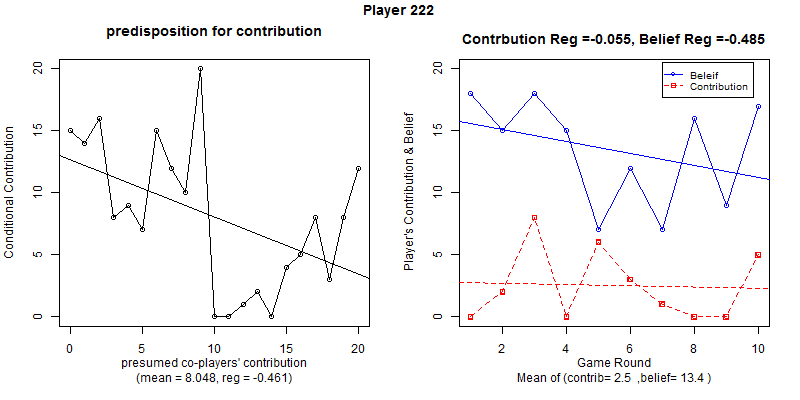 Player 222
predisposition for contribution
Conditional Contribution
20
15
10
5
0
0 5 10 15 20
presumed co-players' contribution
(mean = 8.048, reg = -0.461)
Contrbution Reg =-0.055, Belief Reg =-0.485
Player's Contribution & Belief
20
15
10
5
0
Beleif
Contribution
2 4 6 8 10
Game Round
Mean of (contrib= 2.5 ,belief= 13.4 )